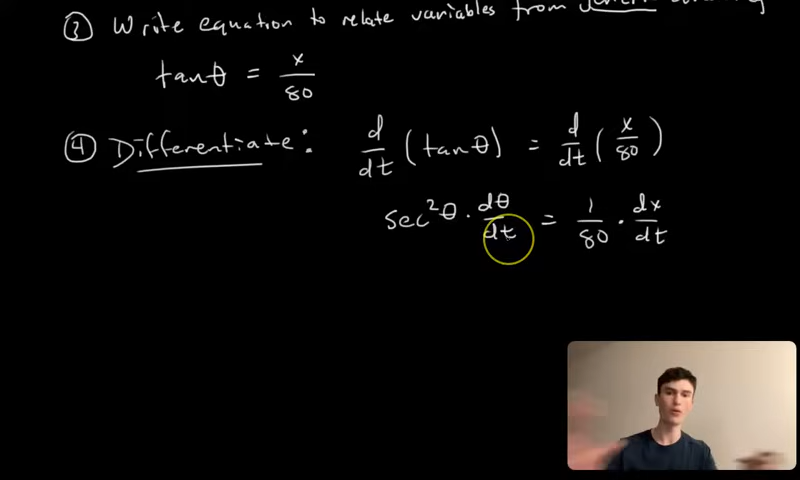 ③ Write equation to relate variables from
tanθ = x/80
④ Differentiate: d/dt (tanθ) = d/dt (x/80)
sec²θ · dθ/dt = 1/80 · dx/dt